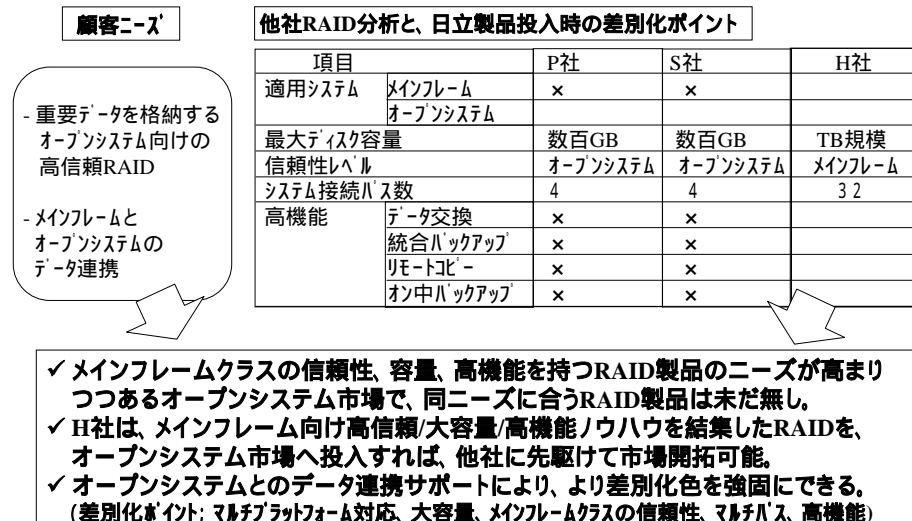 顧客ニーズ
他社RAID分析と、日立製品投入時の差別化ポイント
- 重要データを格納する
オープンシステム向けの
高信頼RAID
- メインフレームと
オープンシステムの
データ連携
項目 P社 S社 H社
適用システム メインフレーム × ×
オープンシステム
最大ディスク容量 数百GB 数百GB TB規模
信頼性レベル オープンシステム オープンシステム メインフレーム
システム接続パス数 4 4 32
高機能 データ交換 × ×
統合バックアップ × ×
リモートコピー × ×
オン中バックアップ × ×
✓ メインフレームクラスの信頼性、容量、高機能を持つRAID製品のニーズが高まり
つつあるオープンシステム市場で、同ニーズに合うRAID製品は未だ無し。
✓ H社は、メインフレーム向け高信頼/大容量/高機能ノウハウを結集したRAIDを、
オープンシステム市場へ投入すれば、他社に先駆けて市場開拓可能。
✓ オープンシステムとのデータ連携サポートにより、より差別化色を強固にできる。
(差別化ポイント; マルチプラットフォーム対応、大容量、メインフレームクラスの信頼性、マルチパス、高機能)